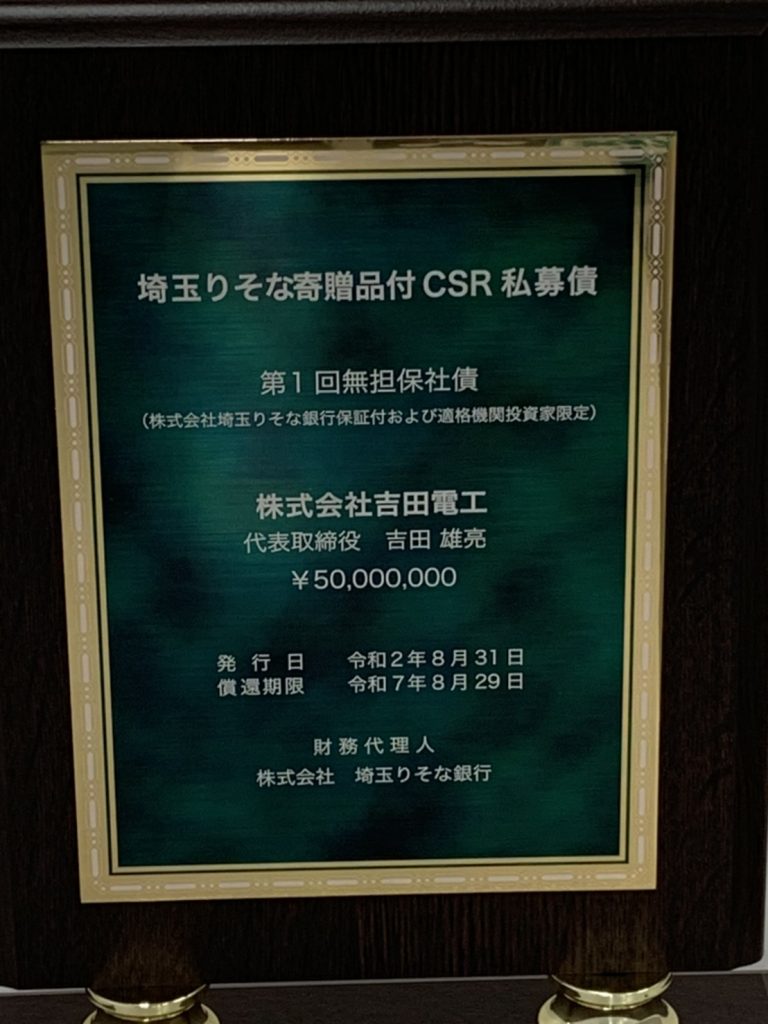 埼玉りそな寄贈品付CSR私募債
第1回無担保社債
（株式会社埼玉りそな銀行保証付および適格機関投資家限定）
株式会社吉田電工
代表取締役　吉田 雄亮
￥50,000,000
発 行 日　令和2年8月31日
償還期限　令和7年8月29日
財務代理人
株式会社　埼玉りそな銀行